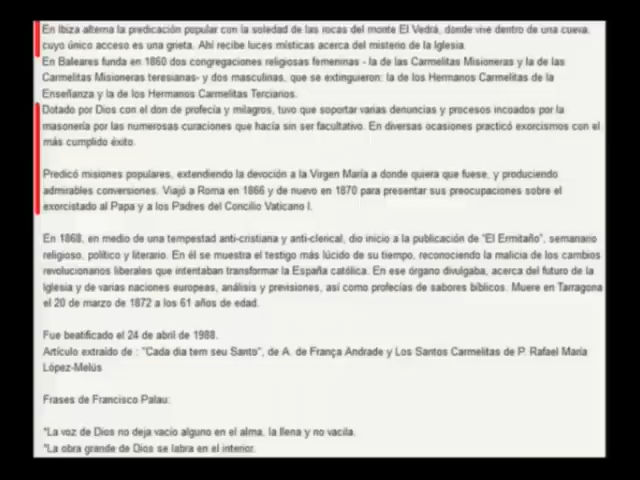 En Ibiza alterna la predicación popular con la soledad de las rocas del monte El Vedrá, donde vive dentro de una cueva,
cuyo único acceso es una grieta. Ahí recibe luces místicas acerca del misterio de la Iglesia.
En Baleares funda en 1860 dos congregaciones religiosas femeninas - la de las Carmelitas Misioneras y la de las
Carmelitas Misioneras teresianas- y dos masculinas, que se extinguieron: la de los Hermanos Carmelitas de la
Enseñanza y la de los Hermanos Carmelitas Terciarios.
Dotado por Dios con el don de profecía y milagros, tuvo que soportar varias denuncias y procesos incoados por la
masonería por las numerosas curaciones que hacía sin ser facultativo. En diversas ocasiones practicó exorcismos con el
más cumplido éxito.
Predicó misiones populares, extendiendo la devoción a la Virgen María a donde quiera que fuese, y produciendo
admirables conversiones. Viajó a Roma en 1866 y de nuevo en 1870 para presentar sus preocupaciones sobre el
exorcistado al Papa y a los Padres del Concilio Vaticano I.
En 1868, en medio de una tempestad anti-cristiana y anti-clerical, dio inicio a la publicación de "El Ermitaño", semanario
religioso, político y literario. En él se muestra el testigo más lúcido de su tiempo, reconociendo la malicia de los cambios
revolucionarios liberales que intentaban transformar la España católica. En ese órgano divulgaba, acerca del futuro de la
Iglesia y de varias naciones europeas, análisis y previsiones, así como profecías de sabores bíblicos. Muere en Tarragona
el 20 de marzo de 1872 a los 61 años de edad.
Fue beatificado el 24 de abril de 1988.
Artículo extraido de : "Cada dia tem seu Santo", de A. de França Andrade y Los Santos Carmelitas de P. Rafael María
López-Melús
Frases de Francisco Palau:
"La voz de Dios no deja vacío alguno en el alma, la llena y no vacila.
"La obra grande de Dios se labra en el interior.